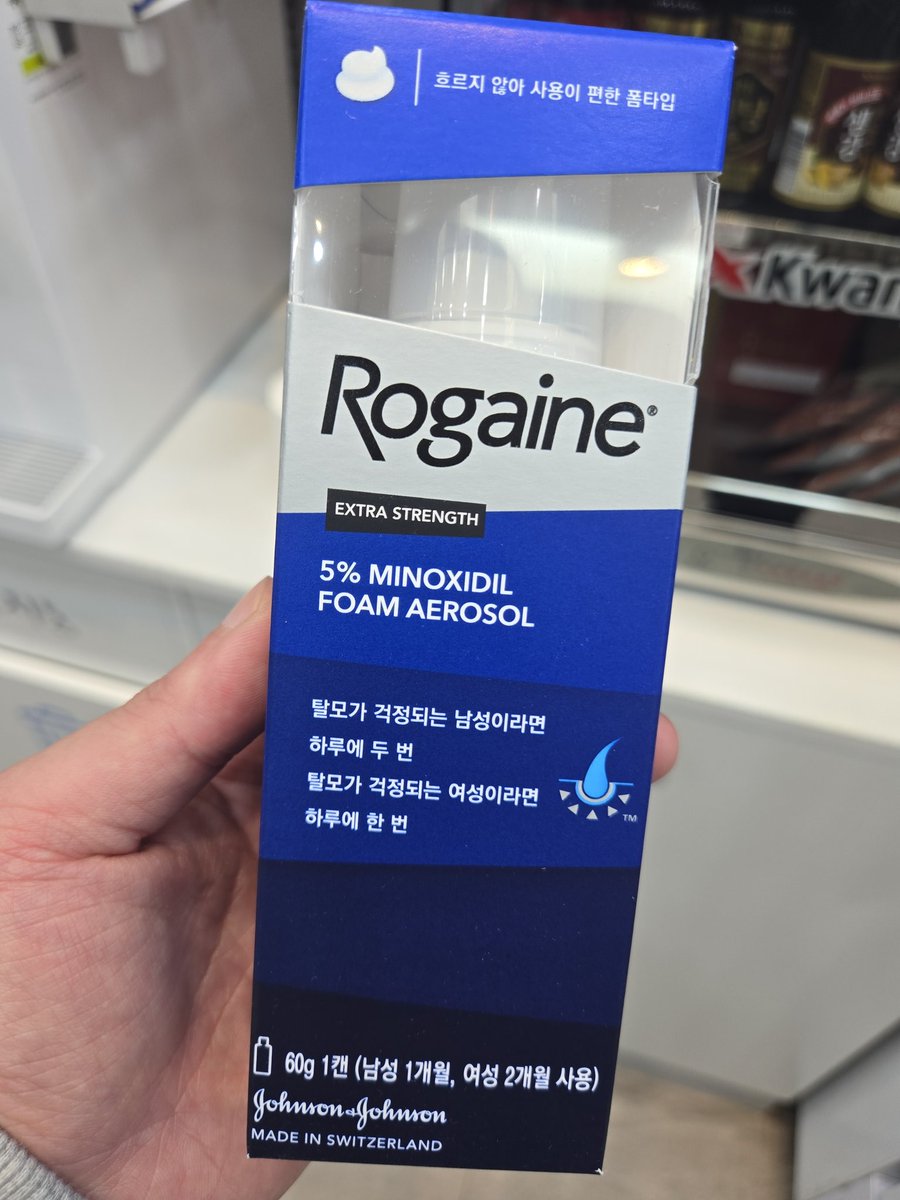 흐르지 않아 사용이 편한 폼타입
Rogaine®
EXTRA STRENGTH
5% MINOXIDIL
FOAM AEROSOL
탈모가 걱정되는 남성이라면
하루에 두 번
탈모가 걱정되는 여성이라면
하루에 한 번
TM
60g 1캔 (남성 1개월, 여성 2개월 사용)
Johnson & Johnson
MADE IN SWITZERLAND
Kwan